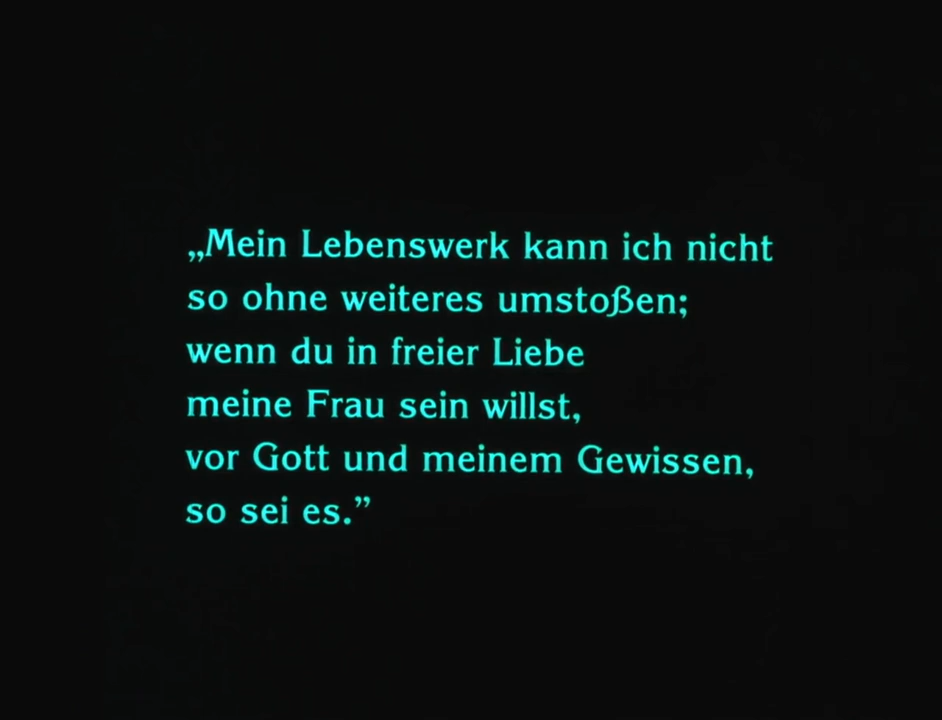 „Mein Lebenswerk kann ich nicht
so ohne weiteres umstoßen;
wenn du in freier Liebe
meine Frau sein willst,
vor Gott und meinem Gewissen,
so sei es.”